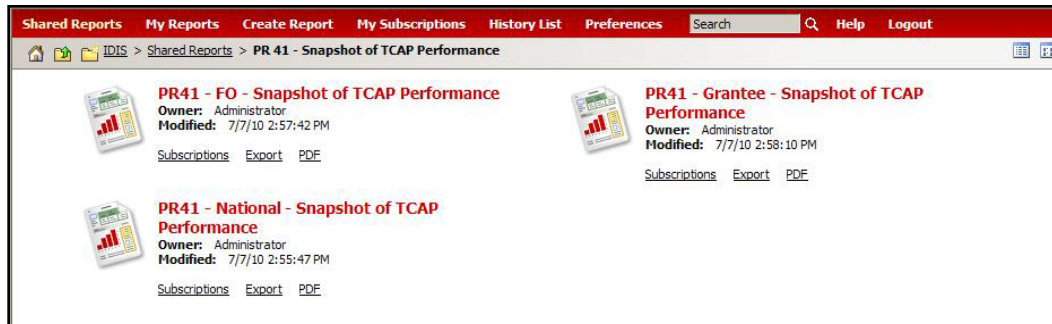 Shared Reports My Reports Create Report My Subscriptions History List Preferences Search Help Logout
IDIS > Shared Reports > PR 41 - Snapshot of TCAP Performance
PR41 - FO - Snapshot of TCAP Performance
Owner: Administrator
Modified: 7/7/10 2:57:42 PM
Subscriptions Export PDF
PR41 - Grantee - Snapshot of TCAP
Performance
Owner: Administrator
Modified: 7/7/10 2:58:10 PM
Subscriptions Export PDF
PR41 - National - Snapshot of TCAP
Performance
Owner: Administrator
Modified: 7/7/10 2:55:47 PM
Subscriptions Export PDF